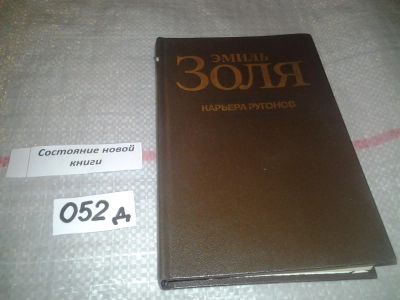 ЭМИЛЬ
ЗОЛЯ
КАРЬЕРА РУГОНОВ
Состояние новой
книги
052 д